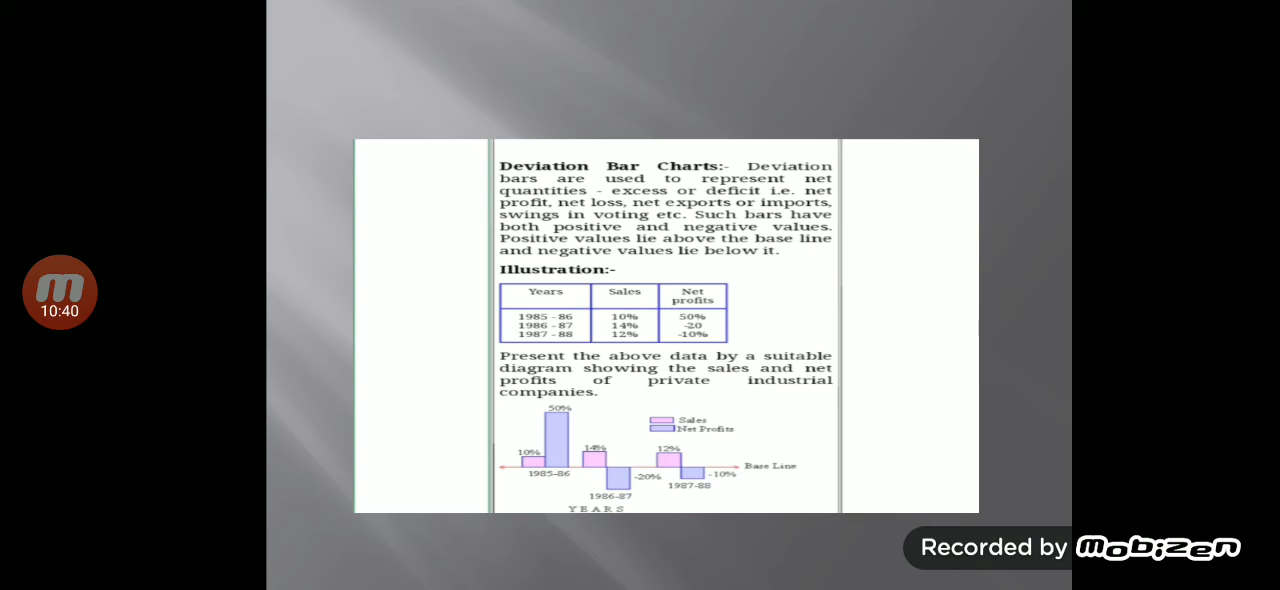 Deviation Bar Charts:- Deviation
bars are used to represent net
quantities - excess or deficit i.e. net
profit, net loss, net exports or imports,
swings in voting etc. Such bars have
both positive and negative values.
Positive values lie above the base line
and negative values lie below it.
Illustration:-
Years Sales Net profits
1985 - 86 10% 50%
1986 - 87 14% -20
1987 - 88 12% -10%
Present the above data by a suitable
diagram showing the sales and net
profits of private industrial
companies.
50%
Sales
Net Profits
10% 14% 12%
Base Line
1985-86 -20% -10%
1987-88
1986-87
YEARS
10:40
Recorded by mobizen